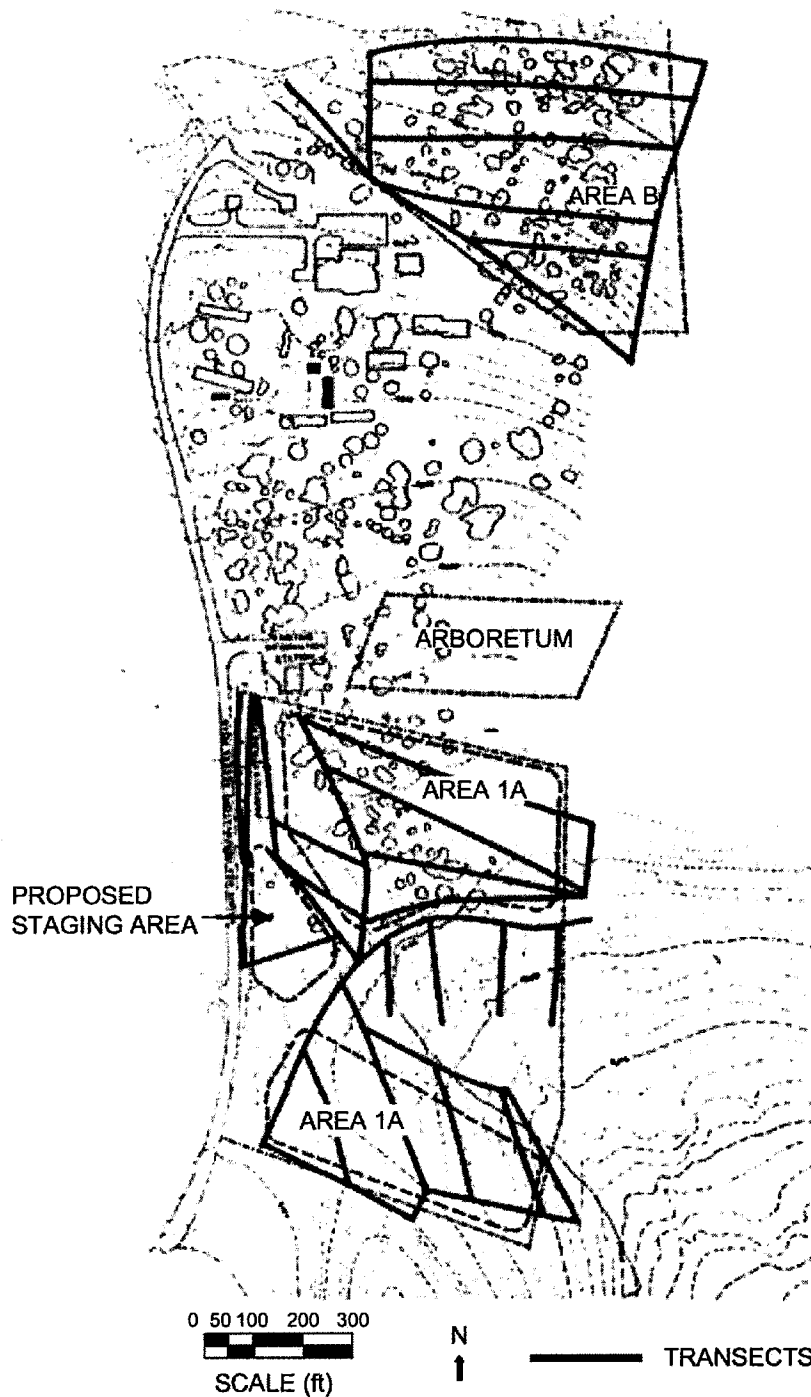 AREA B
ARBORETUM
AREA 1A
PROPOSED
STAGING AREA
AREA 1A
0 50 100 200 300
SCALE (ft)
N
TRANSECTS